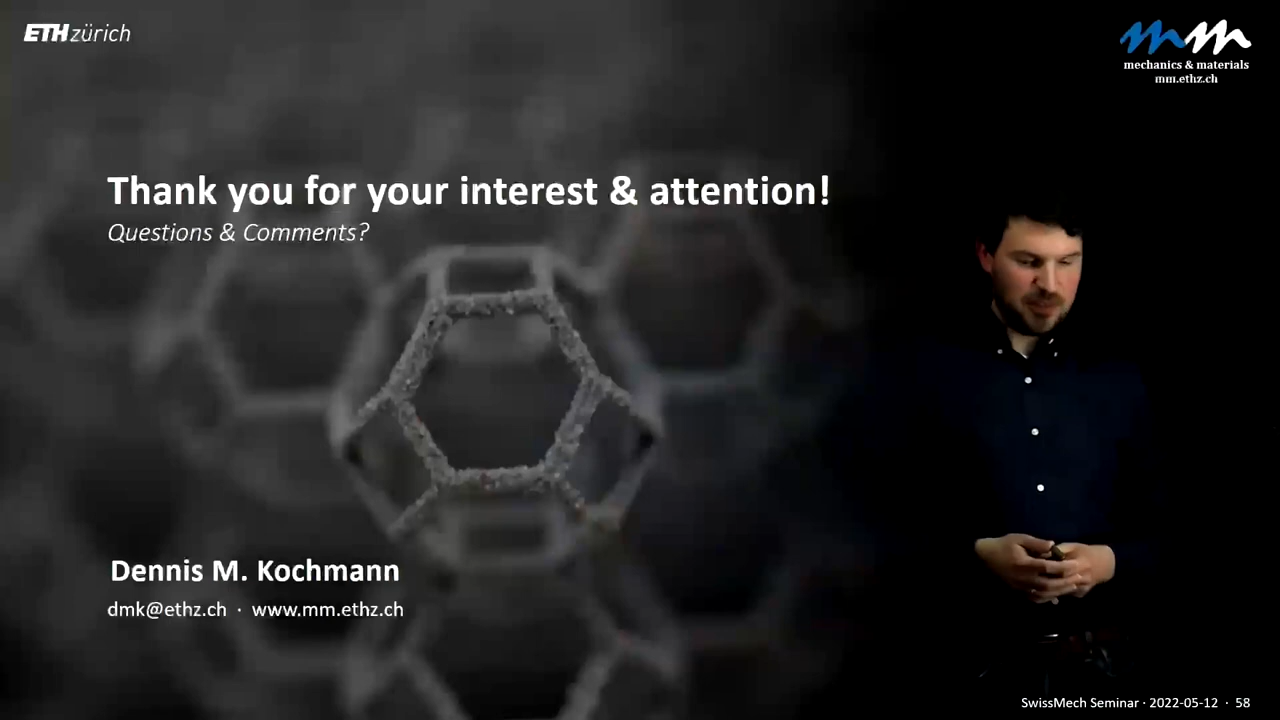 ETH zürich
mm
mechanics & materials
mm.ethz.ch
Thank you for your interest & attention!
Questions & Comments?
Dennis M. Kochmann
dmk@ethz.ch · www.mm.ethz.ch
SwissMech Seminar · 2022-05-12 · 58